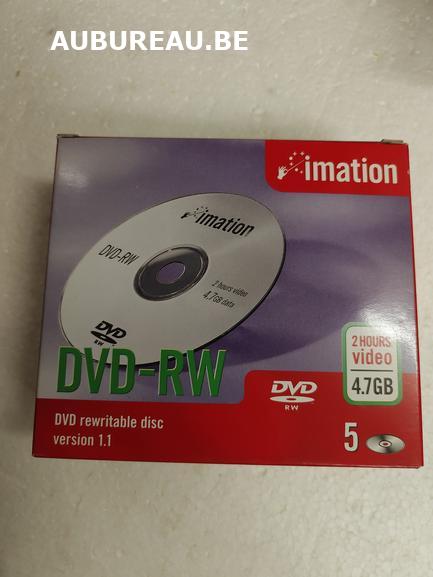 AUBUREAU.BE
imation
imation
DVD-RW
2 hours video
4.7GB data
DVD
RW
DVD-RW
DVD rewritable disc
version 1.1
DVD
RW
2 HOURS
video
4.7GB
5